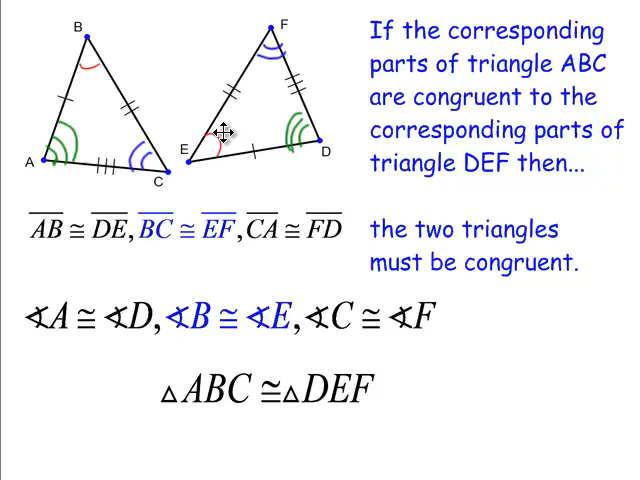 B
F
A
C
E
D
If the corresponding
parts of triangle ABC
are congruent to the
corresponding parts of
triangle DEF then...
AB ≅ DE, BC ≅ EF, CA ≅ FD
the two triangles
must be congruent.
∢A ≅ ∢D, ∢B ≅ ∢E, ∢C ≅ ∢F
△ABC ≅ △DEF